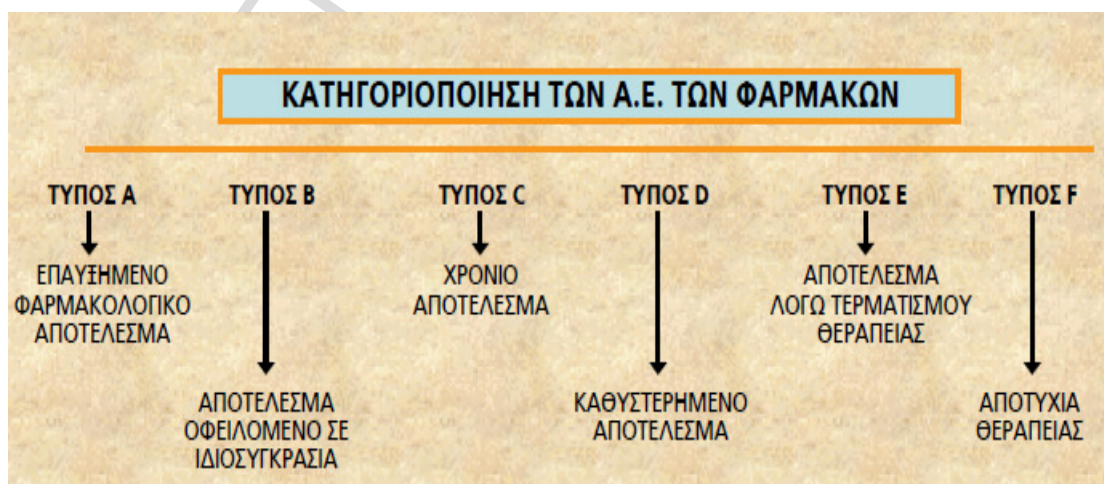 ΚΑΤΗΓΟΡΙΟΠΟΙΗΣΗ ΤΩΝ Α.Ε. ΤΩΝ ΦΑΡΜΑΚΩΝ
ΤΥΠΟΣ Α
ΕΠΑΥΞΗΜΕΝΟ
ΦΑΡΜΑΚΟΛΟΓΙΚΟ
ΑΠΟΤΕΛΕΣΜΑ
ΤΥΠΟΣ Β
ΑΠΟΤΕΛΕΣΜΑ
ΟΦΕΙΛΟΜΕΝΟ ΣΕ
ΙΔΙΟΣΥΓΚΡΑΣΙΑ
ΤΥΠΟΣ C
ΧΡΟΝΙΟ
ΑΠΟΤΕΛΕΣΜΑ
ΤΥΠΟΣ D
ΚΑΘΥΣΤΕΡΗΜΕΝΟ
ΑΠΟΤΕΛΕΣΜΑ
ΤΥΠΟΣ Ε
ΑΠΟΤΕΛΕΣΜΑ
ΛΟΓΩ ΤΕΡΜΑΤΙΣΜΟΥ
ΘΕΡΑΠΕΙΑΣ
ΤΥΠΟΣ F
ΑΠΟΤΥΧΙΑ
ΘΕΡΑΠΕΙΑΣ